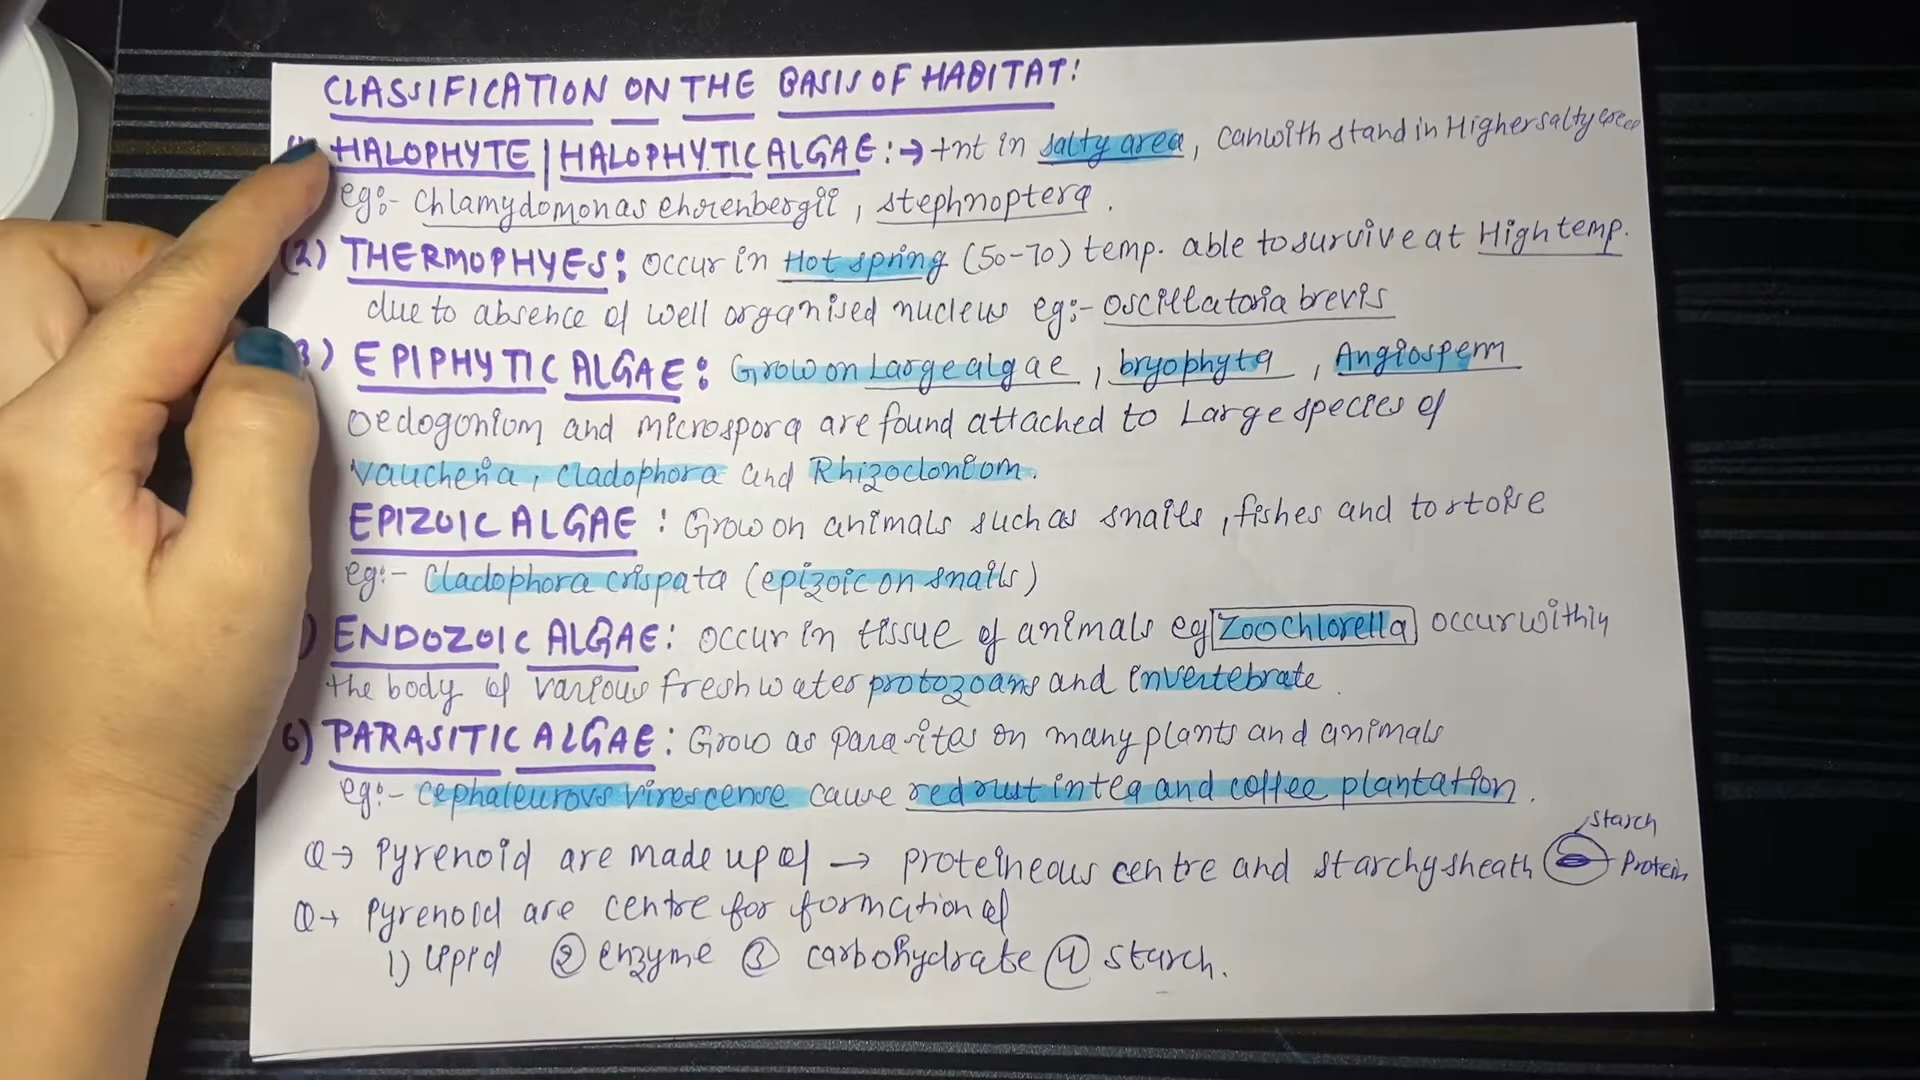 CLASSIFICATION ON THE BASIS OF HABITAT:
HALOPHYTE | HALOPHYTIC ALGAE :→ +nt in salty area, can with stand in Higher salty area
eg:- Chlamydomonas ehrenbergii, stephnoptera.
(2) THERMOPHYES: occur in Hot spring (50-70) temp. able to survive at High temp.
due to absence of well organised nucleus eg:- oscillatoria brevis
3) EPIPHYTIC ALGAE: Grow on Large algae, bryophyta, Angiosperm
Oedogonium and microspora are found attached to Large species of
Vaucheria, cladophora and Rhizoclonium.
EPIZOIC ALGAE : Grow on animals such as snails, fishes and tortoise
eg:- Cladophora crispata (epizoic on snails)
) ENDOZOIC ALGAE: occur in tissue of animals eg Zoochlorella occur within
the body of various fresh water protozoans and invertebrate.
6) PARASITIC ALGAE: Grow as parasites on many plants and animals
eg:- cephaleurovs virescense cause red rust in tea and coffee plantation.
Q→ Pyrenoid are made up of → proteineous centre and starchy sheath
starch
Protein
Q→ Pyrenoid are centre for formation of
1) lipid ② enzyme ③ carbohydrate ④ starch.